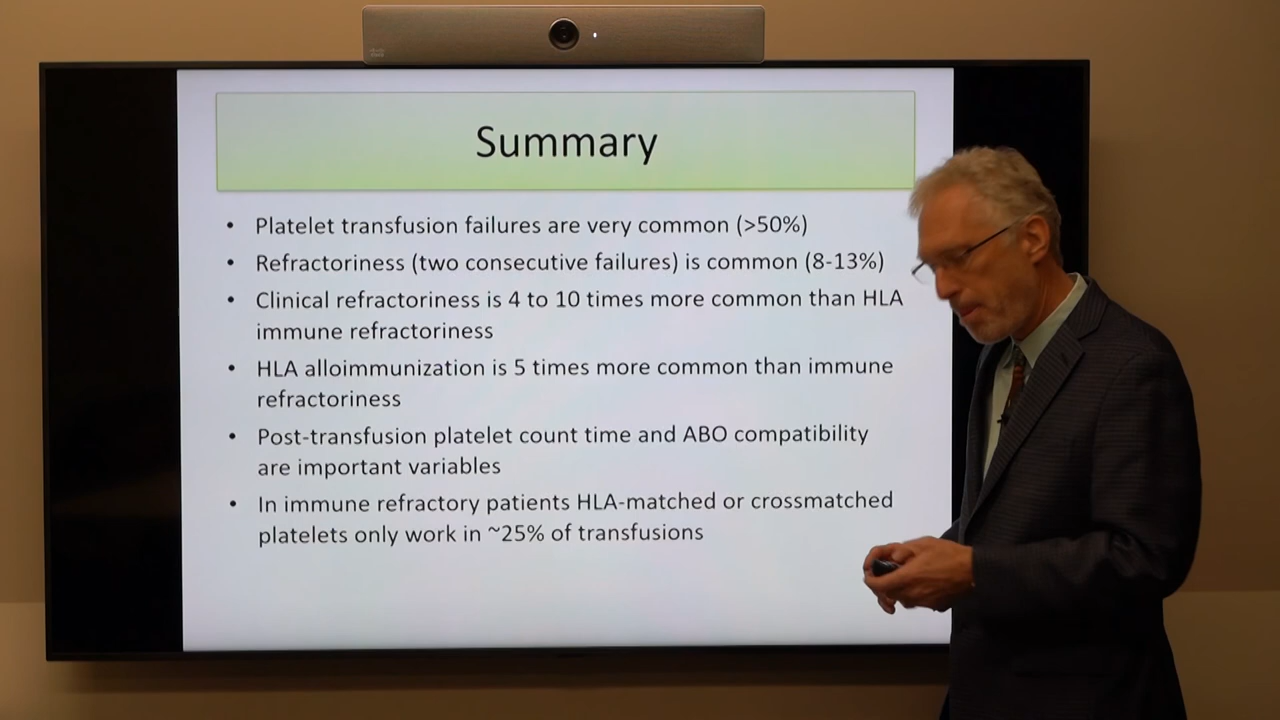 Summary
• Platelet transfusion failures are very common (>50%)
• Refractoriness (two consecutive failures) is common (8-13%)
• Clinical refractoriness is 4 to 10 times more common than HLA
immune refractoriness
• HLA alloimmunization is 5 times more common than immune
refractoriness
• Post-transfusion platelet count time and ABO compatibility
are important variables
• In immune refractory patients HLA-matched or crossmatched
platelets only work in ~25% of transfusions